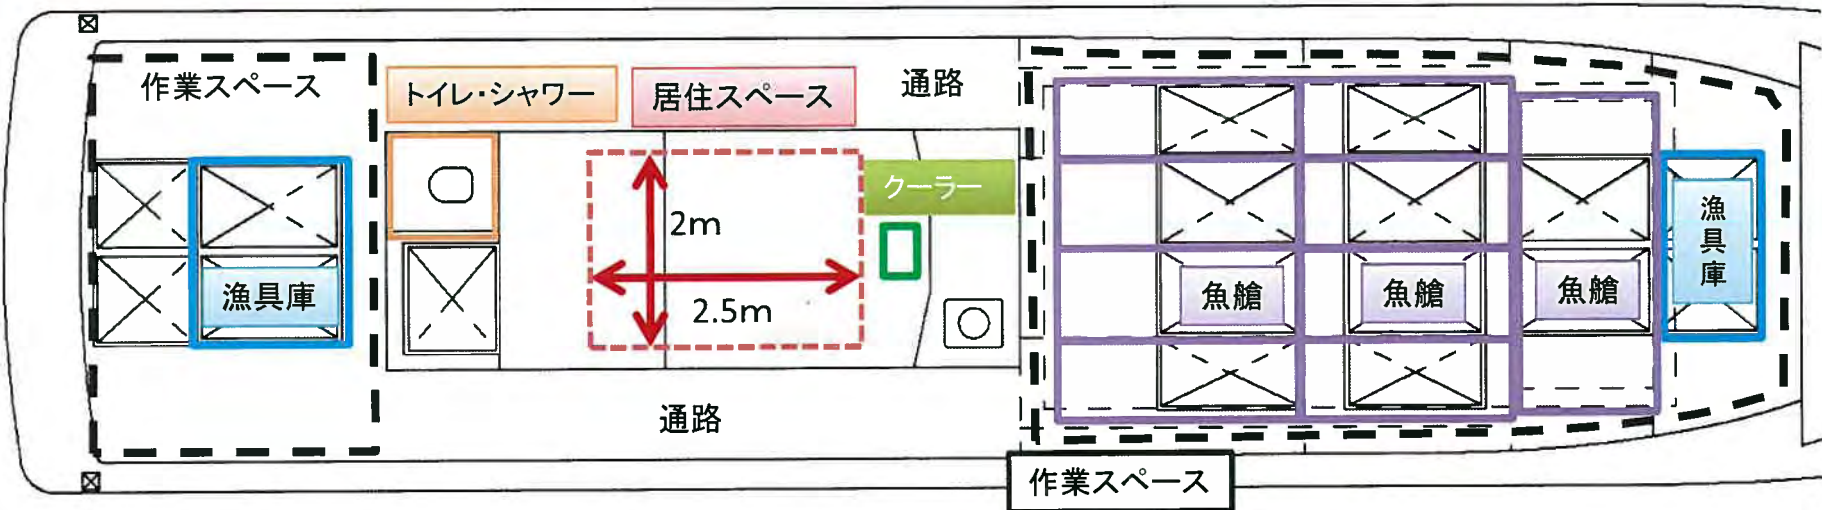 作業スペース
トイレ・シャワー
居住スペース
通路
クーラー
2m
2.5m
漁具庫
魚艙
魚艙
魚艙
漁具庫
通路
作業スペース